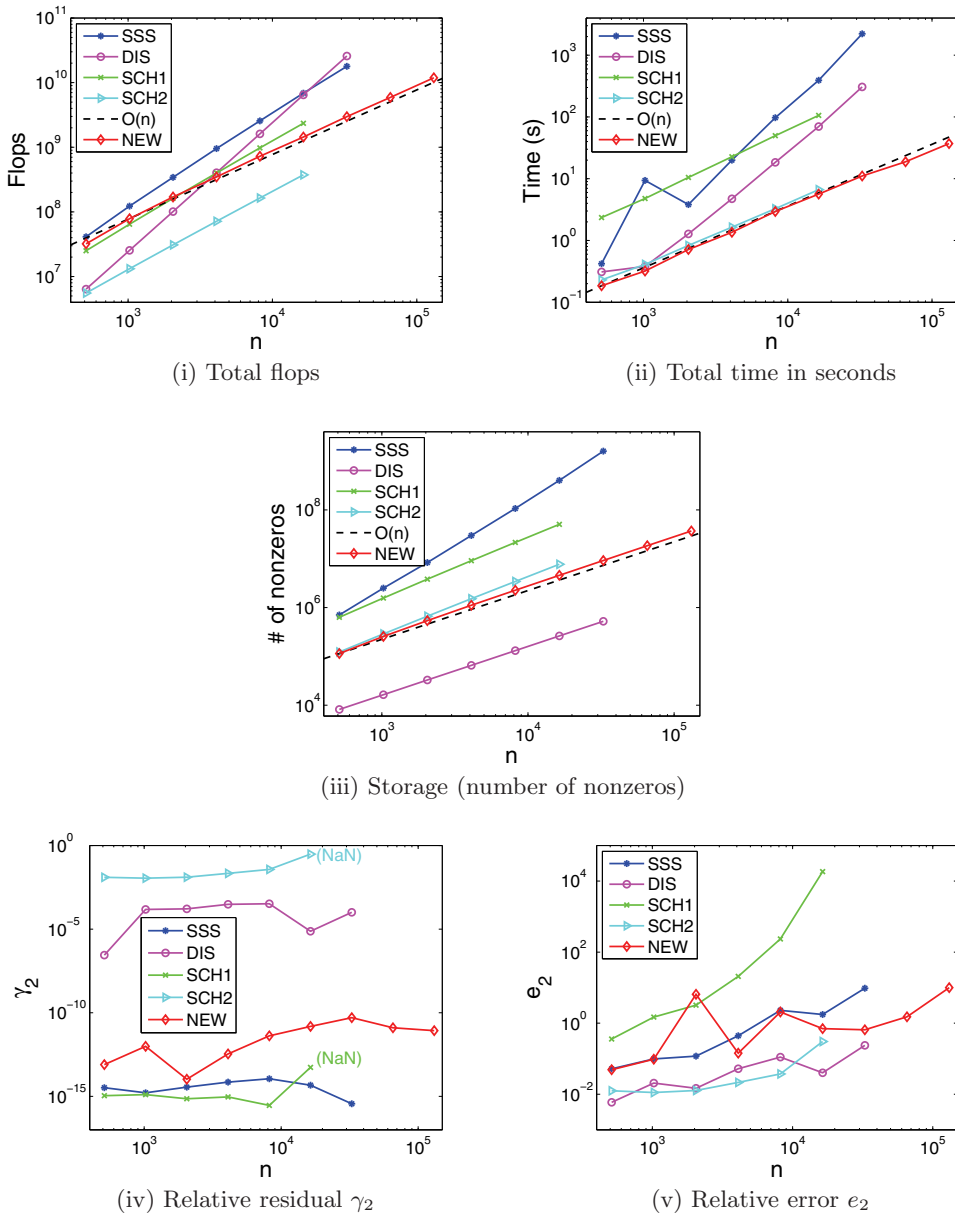 10^11
10^10
10^9
10^8
10^7
Flops
SSS
DIS
SCH1
SCH2
O(n)
NEW
10^3
10^4
10^5
n
(i) Total flops
10^3
10^2
10^1
10^0
10^−1
Time (s)
SSS
DIS
SCH1
SCH2
O(n)
NEW
10^3
10^4
10^5
n
(ii) Total time in seconds
10^8
10^6
10^4
# of nonzeros
SSS
DIS
SCH1
SCH2
O(n)
NEW
10^3
10^4
10^5
n
(iii) Storage (number of nonzeros)
10^0
10^−5
10^−10
10^−15
γ_2
(NaN)
SSS
DIS
SCH1
SCH2
NEW
(NaN)
10^3
10^4
10^5
n
(iv) Relative residual γ_2
10^4
10^2
10^0
10^−2
e_2
SSS
DIS
SCH1
SCH2
NEW
10^3
10^4
10^5
n
(v) Relative error e_2